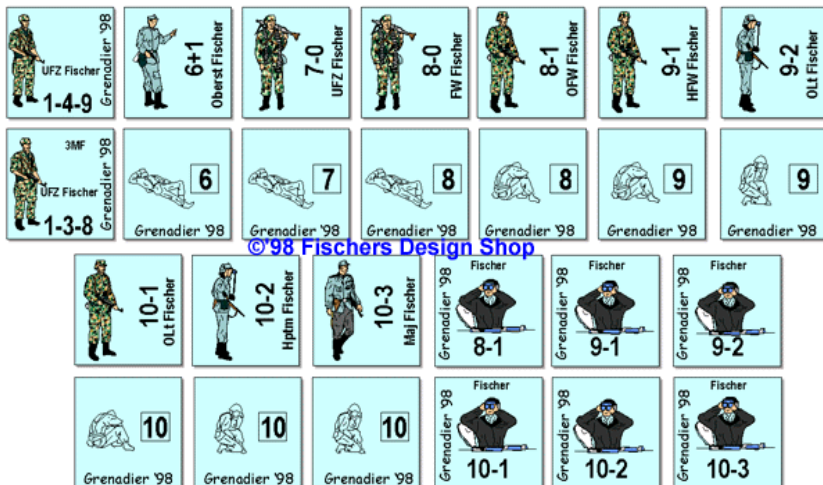 UFZ Fischer
1-4-9
Grenadier '98
6+1
Oberst Fischer
7-0
UFZ Fischer
8-0
FW Fischer
8-1
OFW Fischer
9-1
HFW Fischer
9-2
OLt Fischer
3MF
UFZ Fischer
1-3-8
Grenadier '98
6
Grenadier '98
7
Grenadier '98
8
Grenadier '98
8
Grenadier '98
9
Grenadier '98
9
Grenadier '98
©'98 Fischers Design Shop
10-1
OLt Fischer
10-2
Hptm Fischer
10-3
Maj Fischer
Fischer
Grenadier '98
8-1
Fischer
Grenadier '98
9-1
Fischer
Grenadier '98
9-2
10
Grenadier '98
10
Grenadier '98
10
Grenadier '98
Fischer
Grenadier '98
10-1
Fischer
Grenadier '98
10-2
Fischer
Grenadier '98
10-3